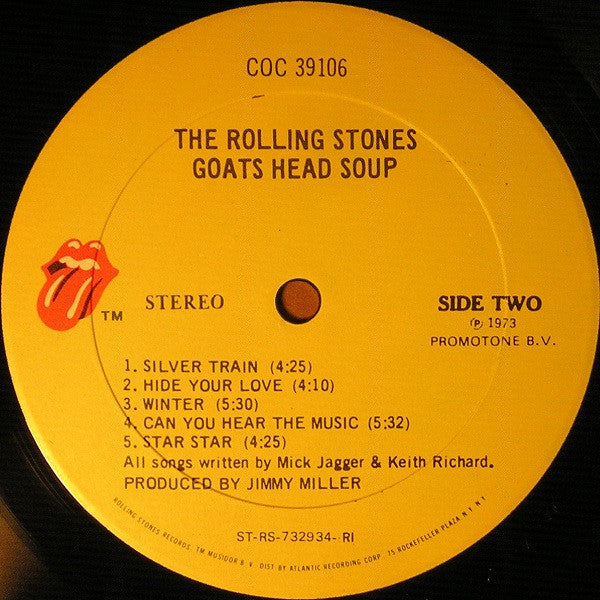 COC 39106
THE ROLLING STONES
GOATS HEAD SOUP
TM
STEREO
SIDE TWO
℗ 1973
PROMOTONE B.V.
1. SILVER TRAIN (4:25)
2. HIDE YOUR LOVE (4:10)
3. WINTER (5:30)
4. CAN YOU HEAR THE MUSIC (5:32)
5. STAR STAR (4:25)
All songs written by Mick Jagger & Keith Richard.
PRODUCED BY JIMMY MILLER
ST-RS-732934-RI
ROLLING STONES RECORDS, TM MUSIDOR B.V. DIST BY ATLANTIC RECORDING CORP. 75 ROCKEFELLER PLAZA N.Y. N.Y.